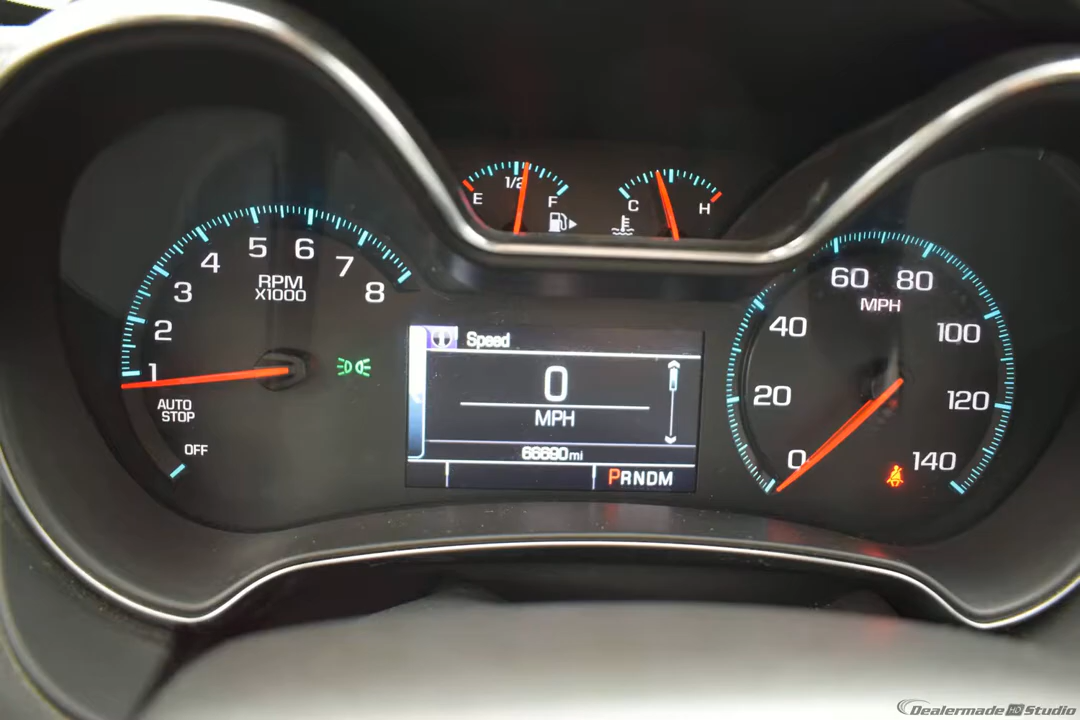 E 1/2 F
C H
1 2 3 4 5 6 7 8
RPM
X1000
AUTO
STOP
OFF
Speed
0
MPH
66690 mi
PRNDM
0 20 40 60 80 100 120 140
MPH
Dealermade HD Studio